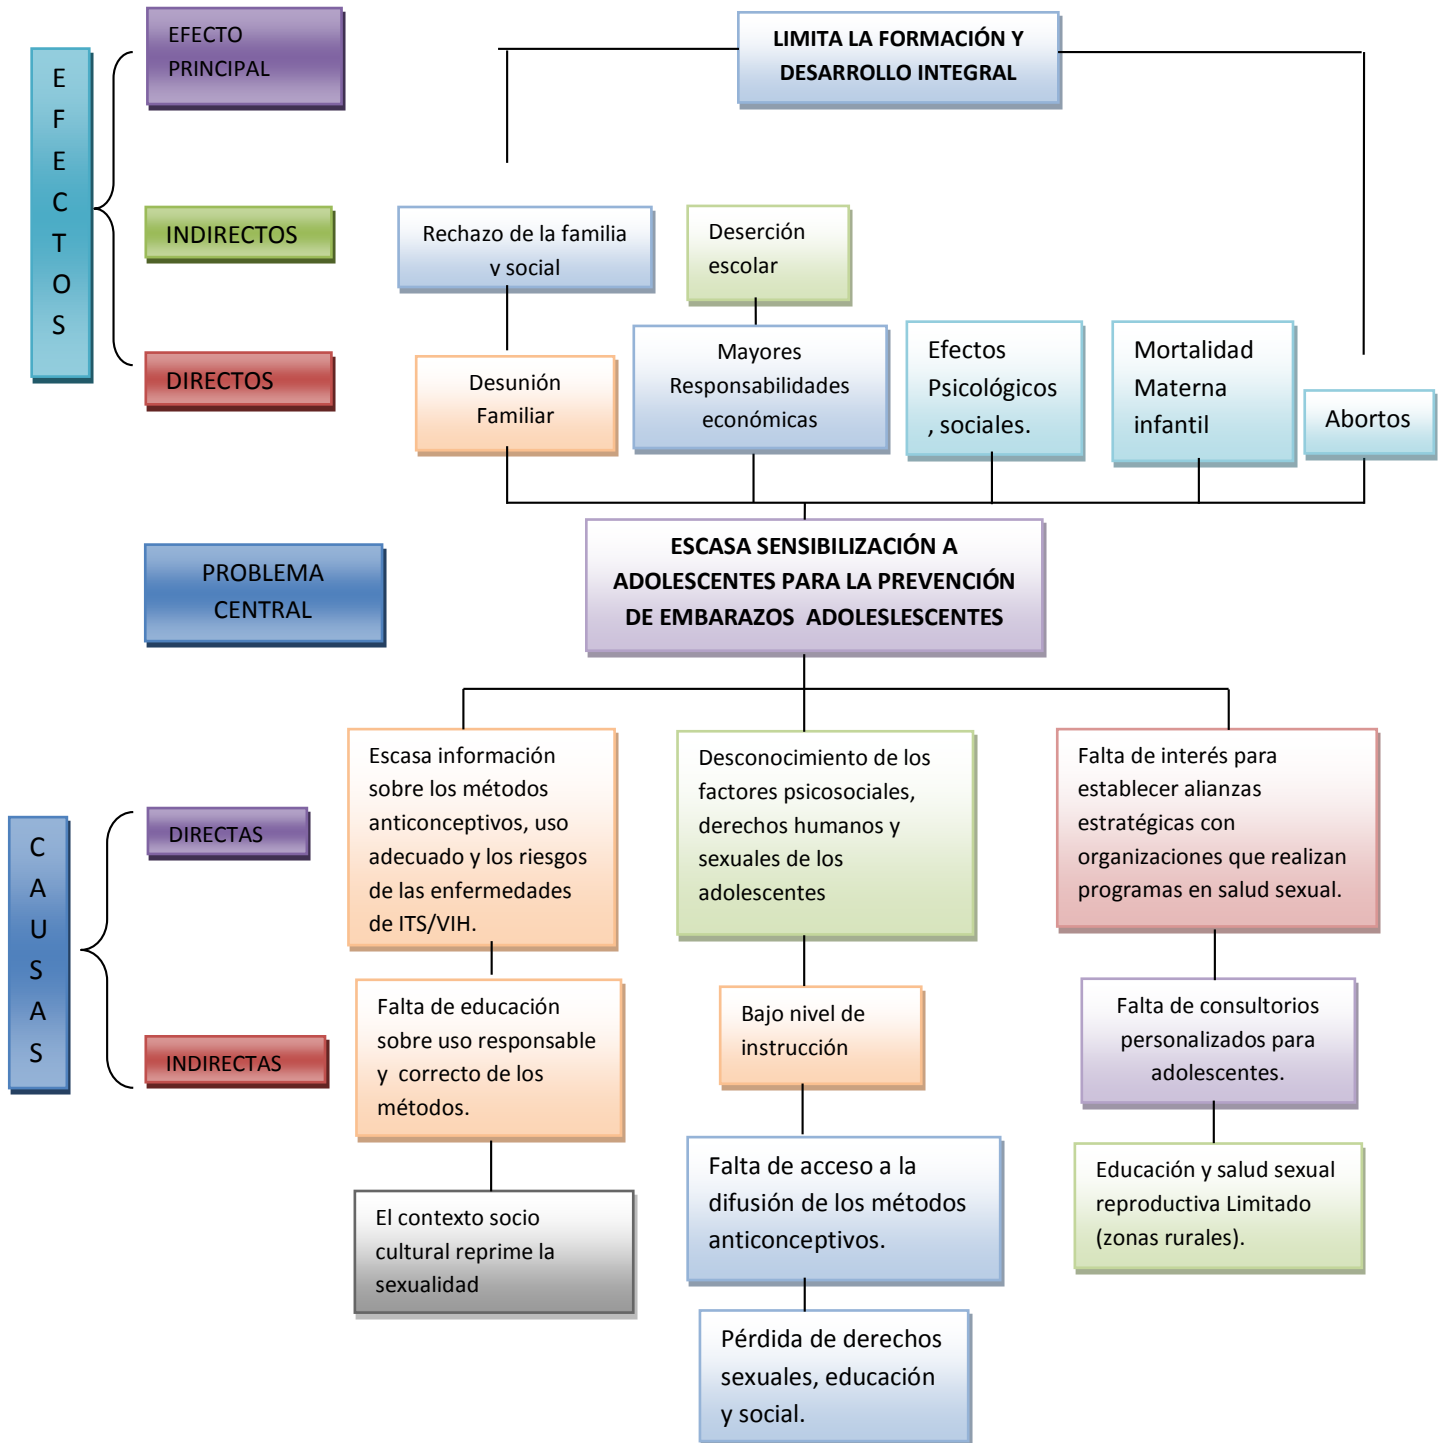 EFECTO
PRINCIPAL
LIMITA LA FORMACIÓN Y
DESARROLLO INTEGRAL
E
F
E
C
T
O
S
INDIRECTOS
Rechazo de la familia
y social
Deserción
escolar
DIRECTOS
Desunión
Familiar
Mayores
Responsabilidades
económicas
Efectos
Psicológicos
, sociales.
Mortalidad
Materna
infantil
Abortos
PROBLEMA
CENTRAL
ESCASA SENSIBILIZACIÓN A
ADOLESCENTES PARA LA PREVENCIÓN
DE EMBARAZOS ADOLESLESCENTES
C
A
U
S
A
S
DIRECTAS
Escasa información
sobre los métodos
anticonceptivos, uso
adecuado y los riesgos
de las enfermedades
de ITS/VIH.
Desconocimiento de los
factores psicosociales,
derechos humanos y
sexuales de los
adolescentes
Falta de interés para
establecer alianzas
estratégicas con
organizaciones que realizan
programas en salud sexual.
INDIRECTAS
Falta de educación
sobre uso responsable
y correcto de los
métodos.
Bajo nivel de
instrucción
Falta de consultorios
personalizados para
adolescentes.
El contexto socio
cultural reprime la
sexualidad
Falta de acceso a la
difusión de los métodos
anticonceptivos.
Educación y salud sexual
reproductiva Limitado
(zonas rurales).
Pérdida de derechos
sexuales, educación
y social.